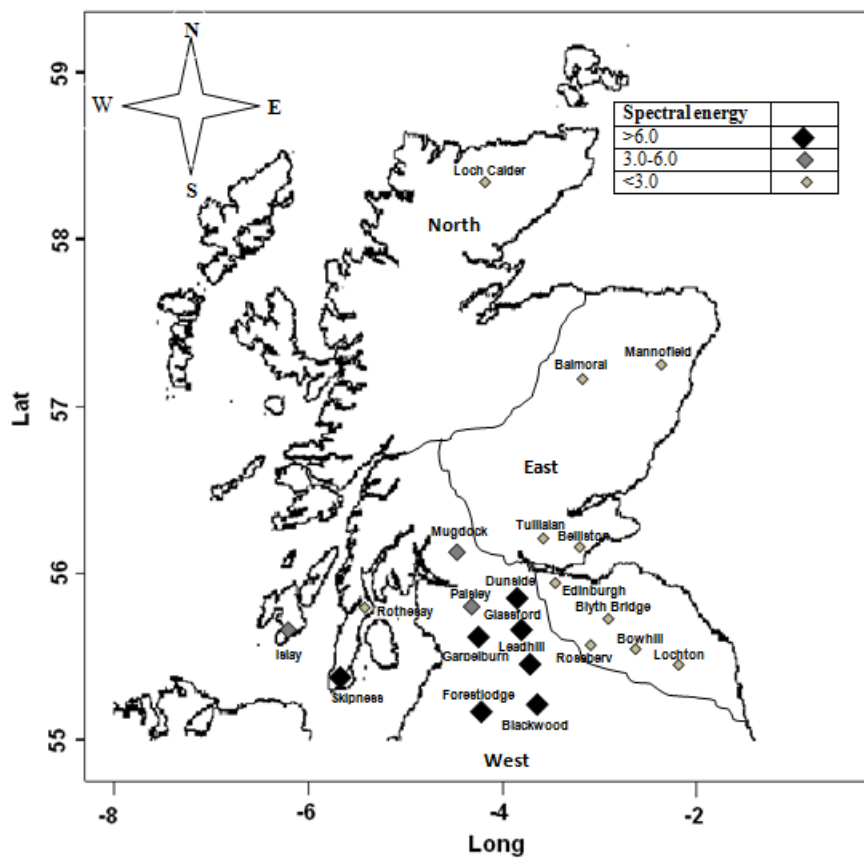 N
W
E
S
Spectral energy
>6.0
3.0-6.0
<3.0
59
58
57
56
55
Lat
Loch Calder
North
Balmoral
Mannofield
East
Mugdock
Tullialan
Belliston
Dunside
Edinburgh
Paisley
Glassford
Blyth Bridge
Rothesay
Islay
Garpelburn
Leadhill
Rosebery
Bowhill
Lochton
Skipness
Forestlodge
Blackwood
West
-8
-6
-4
-2
Long